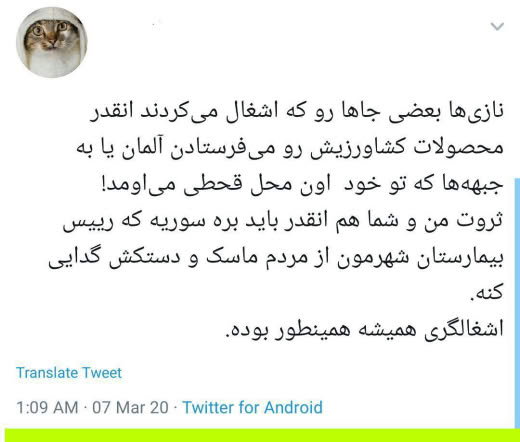 نازی‌ها بعضی جاها رو که اشغال می‌کردند انقدر
محصولات کشاورزیش رو می‌فرستادن آلمان یا به
جبهه‌ها که تو خود اون محل قحطی می‌اومد!
ثروت من و شما هم انقدر باید بره سوریه که رییس
بیمارستان شهرمون از مردم ماسک و دستکش گدایی
کنه.
اشغالگری همیشه همینطور بوده.
Translate Tweet
1:09 AM · 07 Mar 20 · Twitter for Android